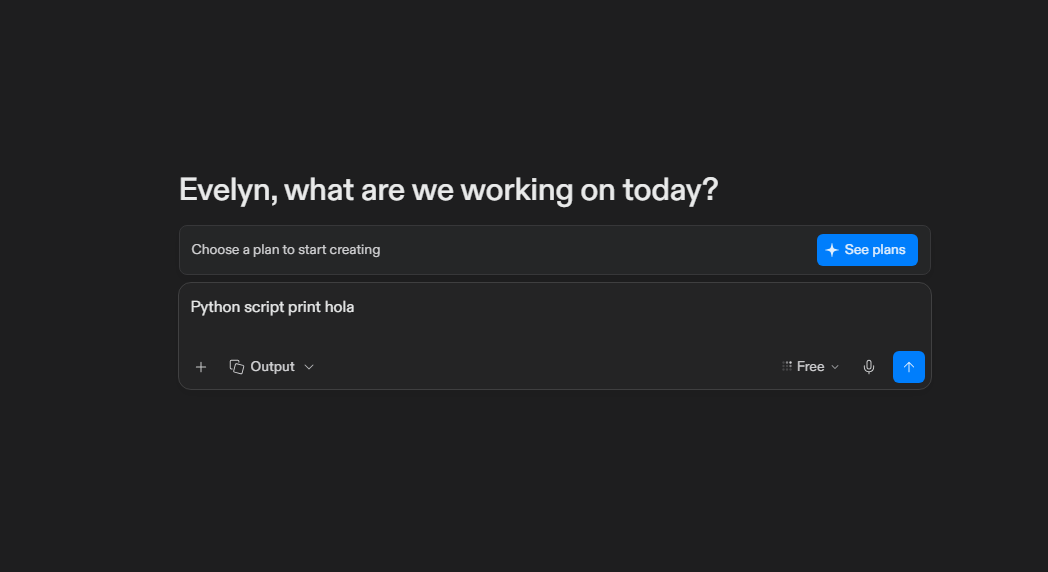 Evelyn, what are we working on today?
Choose a plan to start creating
See plans
Python script print hola
Output
Free